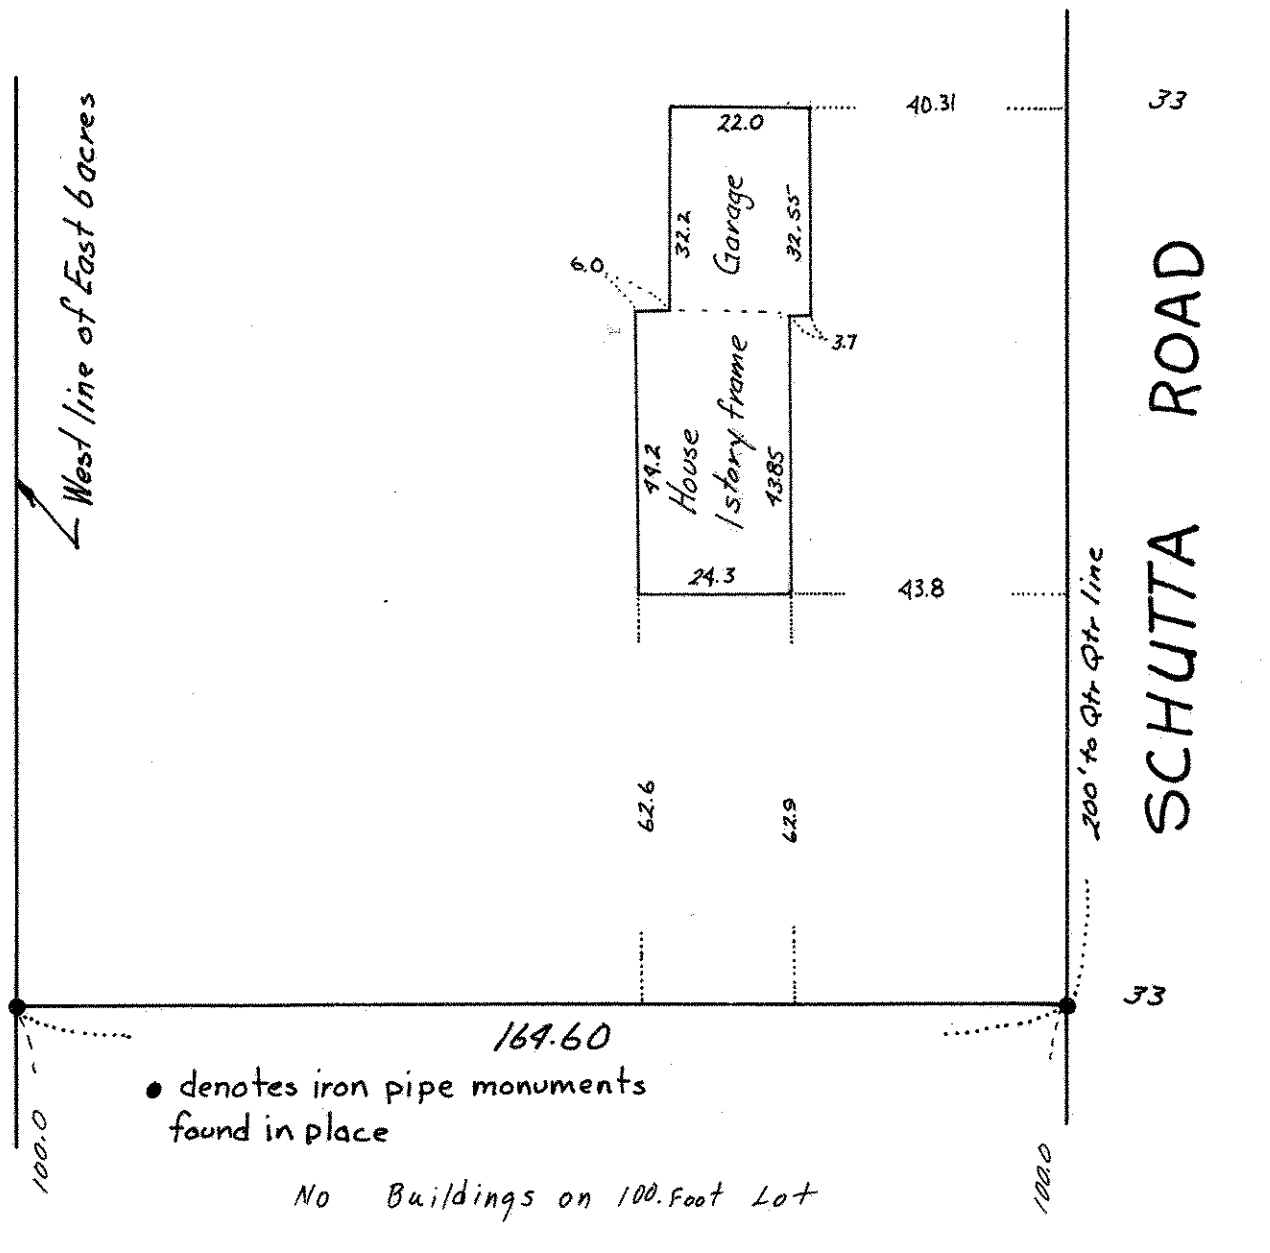 West line of East 6 acres
22.0
32.2
Garage
32.55
40.31
33
6.0
3.7
44.2
House
1 story frame
43.85
24.3
43.8
200' to Qtr Qtr line
SCHUTTA ROAD
62.6
62.9
33
164.60
• denotes iron pipe monuments
found in place
100.0
100.0
No Buildings on 100. Foot Lot